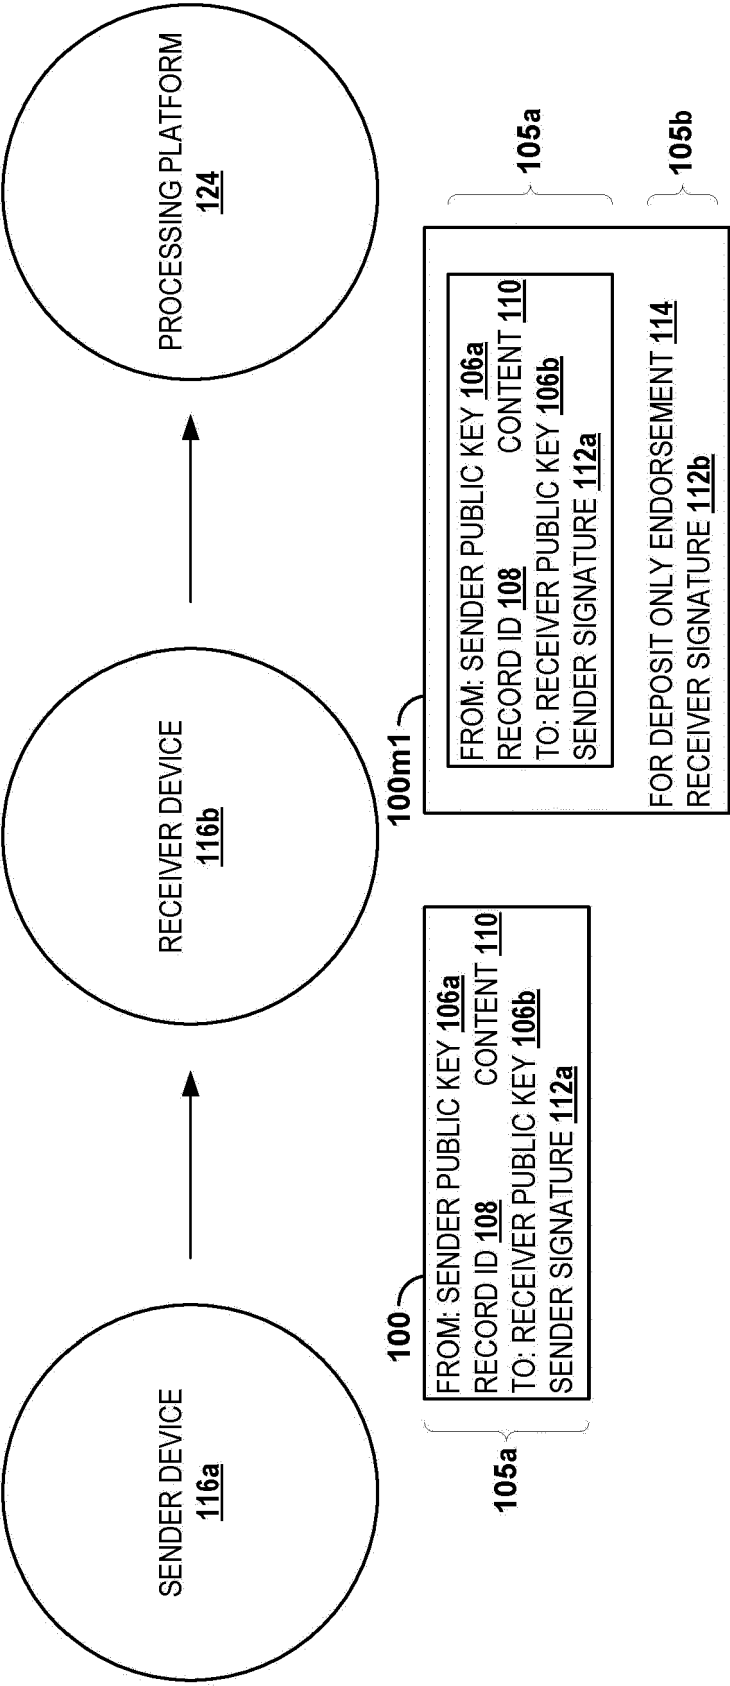 SENDER DEVICE
116a
RECEIVER DEVICE
116b
PROCESSING PLATFORM
124
100
105a
FROM: SENDER PUBLIC KEY 106a
RECORD ID 108 CONTENT 110
TO: RECEIVER PUBLIC KEY 106b
SENDER SIGNATURE 112a
100m1
FROM: SENDER PUBLIC KEY 106a
RECORD ID 108 CONTENT 110
TO: RECEIVER PUBLIC KEY 106b
SENDER SIGNATURE 112a
105a
FOR DEPOSIT ONLY ENDORSEMENT 114
RECEIVER SIGNATURE 112b
105b